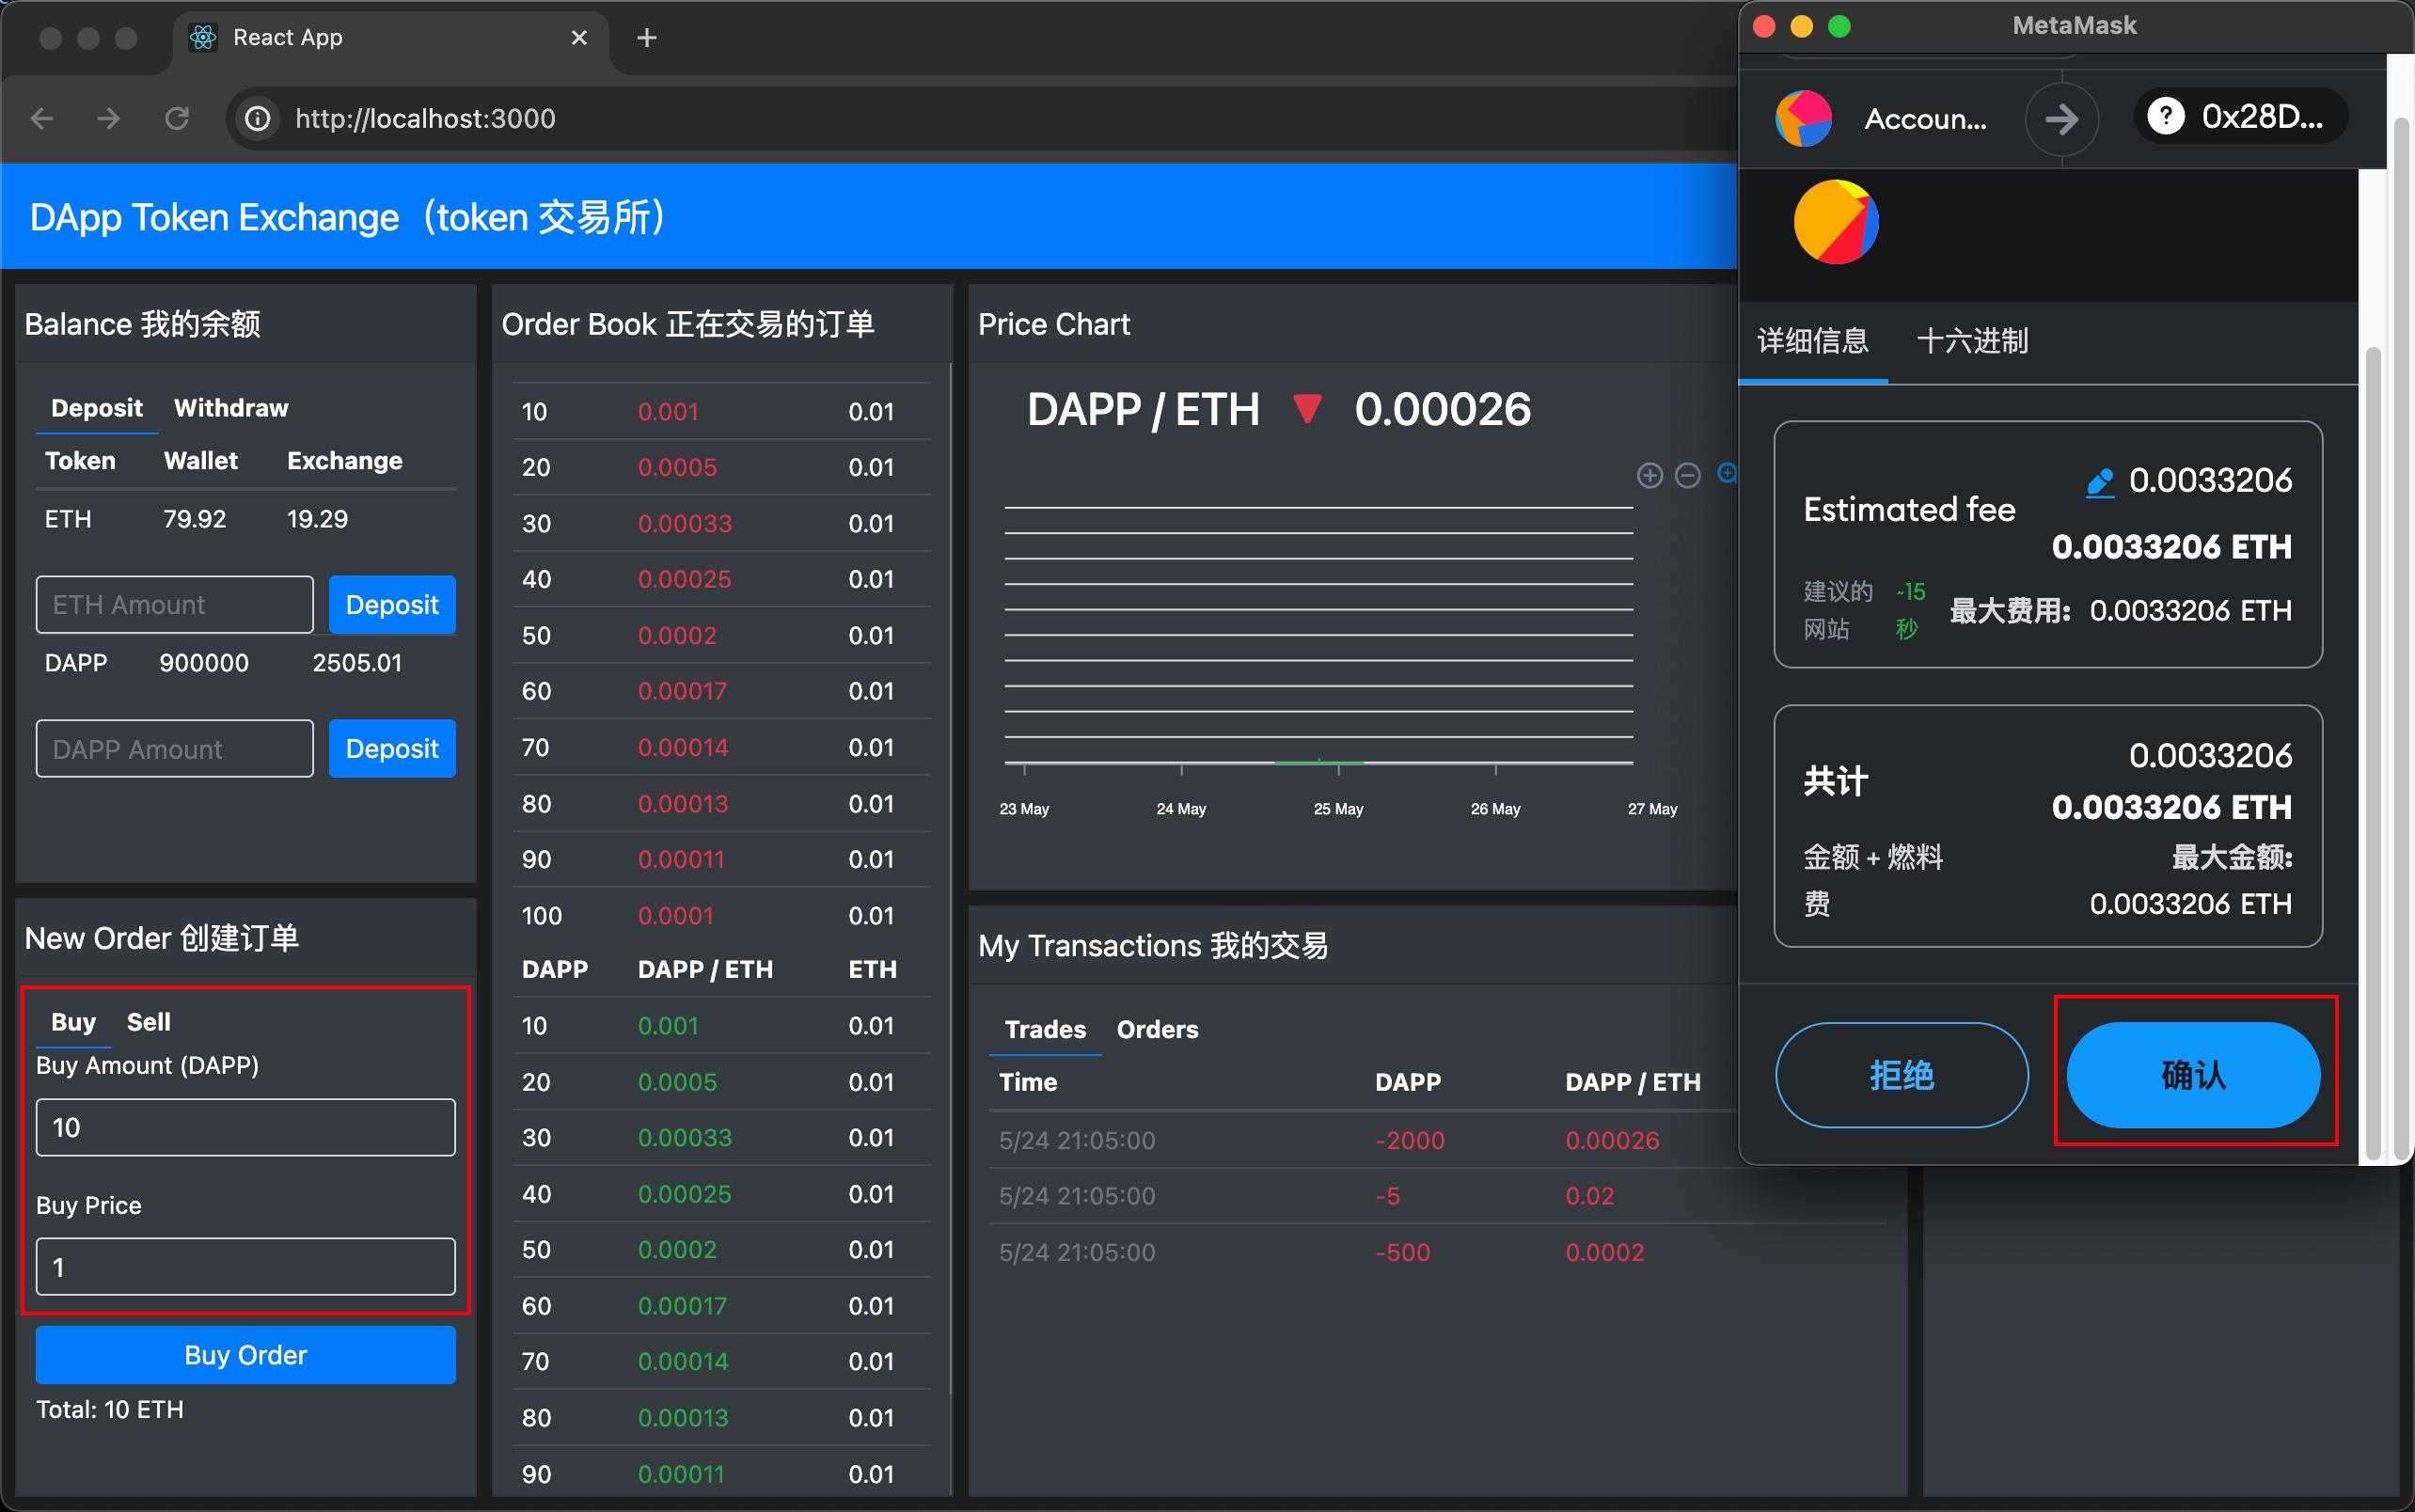 React App
http://localhost:3000
DApp Token Exchange（token 交易所）
Balance 我的余额
Deposit Withdraw
Token Wallet Exchange
ETH 79.92 19.29
ETH Amount Deposit
DAPP 900000 2505.01
DAPP Amount Deposit
New Order 创建订单
Buy Sell
Buy Amount (DAPP)
10
Buy Price
1
Buy Order
Total: 10 ETH
Order Book 正在交易的订单
10 0.001 0.01
20 0.0005 0.01
30 0.00033 0.01
40 0.00025 0.01
50 0.0002 0.01
60 0.00017 0.01
70 0.00014 0.01
80 0.00013 0.01
90 0.00011 0.01
100 0.0001 0.01
DAPP DAPP / ETH ETH
10 0.001 0.01
20 0.0005 0.01
30 0.00033 0.01
40 0.00025 0.01
50 0.0002 0.01
60 0.00017 0.01
70 0.00014 0.01
80 0.00013 0.01
90 0.00011 0.01
Price Chart
DAPP / ETH ▼ 0.00026
23 May 24 May 25 May 26 May 27 May
My Transactions 我的交易
Trades Orders
Time DAPP DAPP / ETH
5/24 21:05:00 -2000 0.00026
5/24 21:05:00 -5 0.02
5/24 21:05:00 -500 0.0002
MetaMask
Accoun... ? 0x28D...
详细信息 十六进制
0.0033206
Estimated fee
0.0033206 ETH
建议的网站 ~15秒 最大费用: 0.0033206 ETH
0.0033206
共计
0.0033206 ETH
金额 + 燃料费 最大金额:
0.0033206 ETH
拒绝 确认